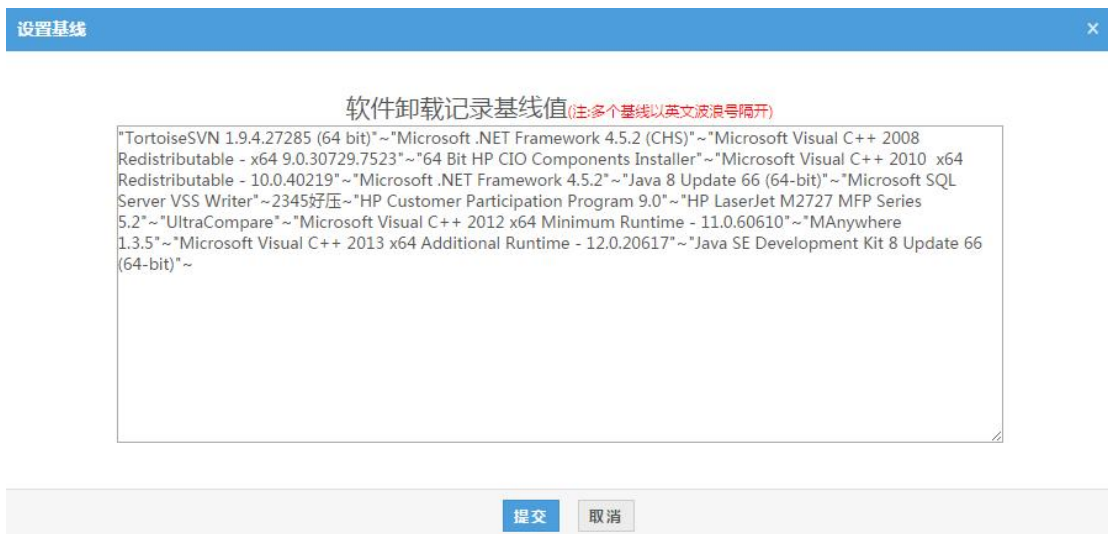 设置基线
×
软件卸载记录基线值(注:多个基线以英文波浪号隔开)
"TortoiseSVN 1.9.4.27285 (64 bit)"~"Microsoft .NET Framework 4.5.2 (CHS)"~"Microsoft Visual C++ 2008
Redistributable - x64 9.0.30729.7523"~"64 Bit HP CIO Components Installer"~"Microsoft Visual C++ 2010  x64
Redistributable - 10.0.40219"~"Microsoft .NET Framework 4.5.2"~"Java 8 Update 66 (64-bit)"~"Microsoft SQL
Server VSS Writer"~2345好压~"HP Customer Participation Program 9.0"~"HP LaserJet M2727 MFP Series
5.2"~"UltraCompare"~"Microsoft Visual C++ 2012 x64 Minimum Runtime - 11.0.60610"~"MAnywhere
1.3.5"~"Microsoft Visual C++ 2013 x64 Additional Runtime - 12.0.20617"~"Java SE Development Kit 8 Update 66
(64-bit)"~
提交 取消